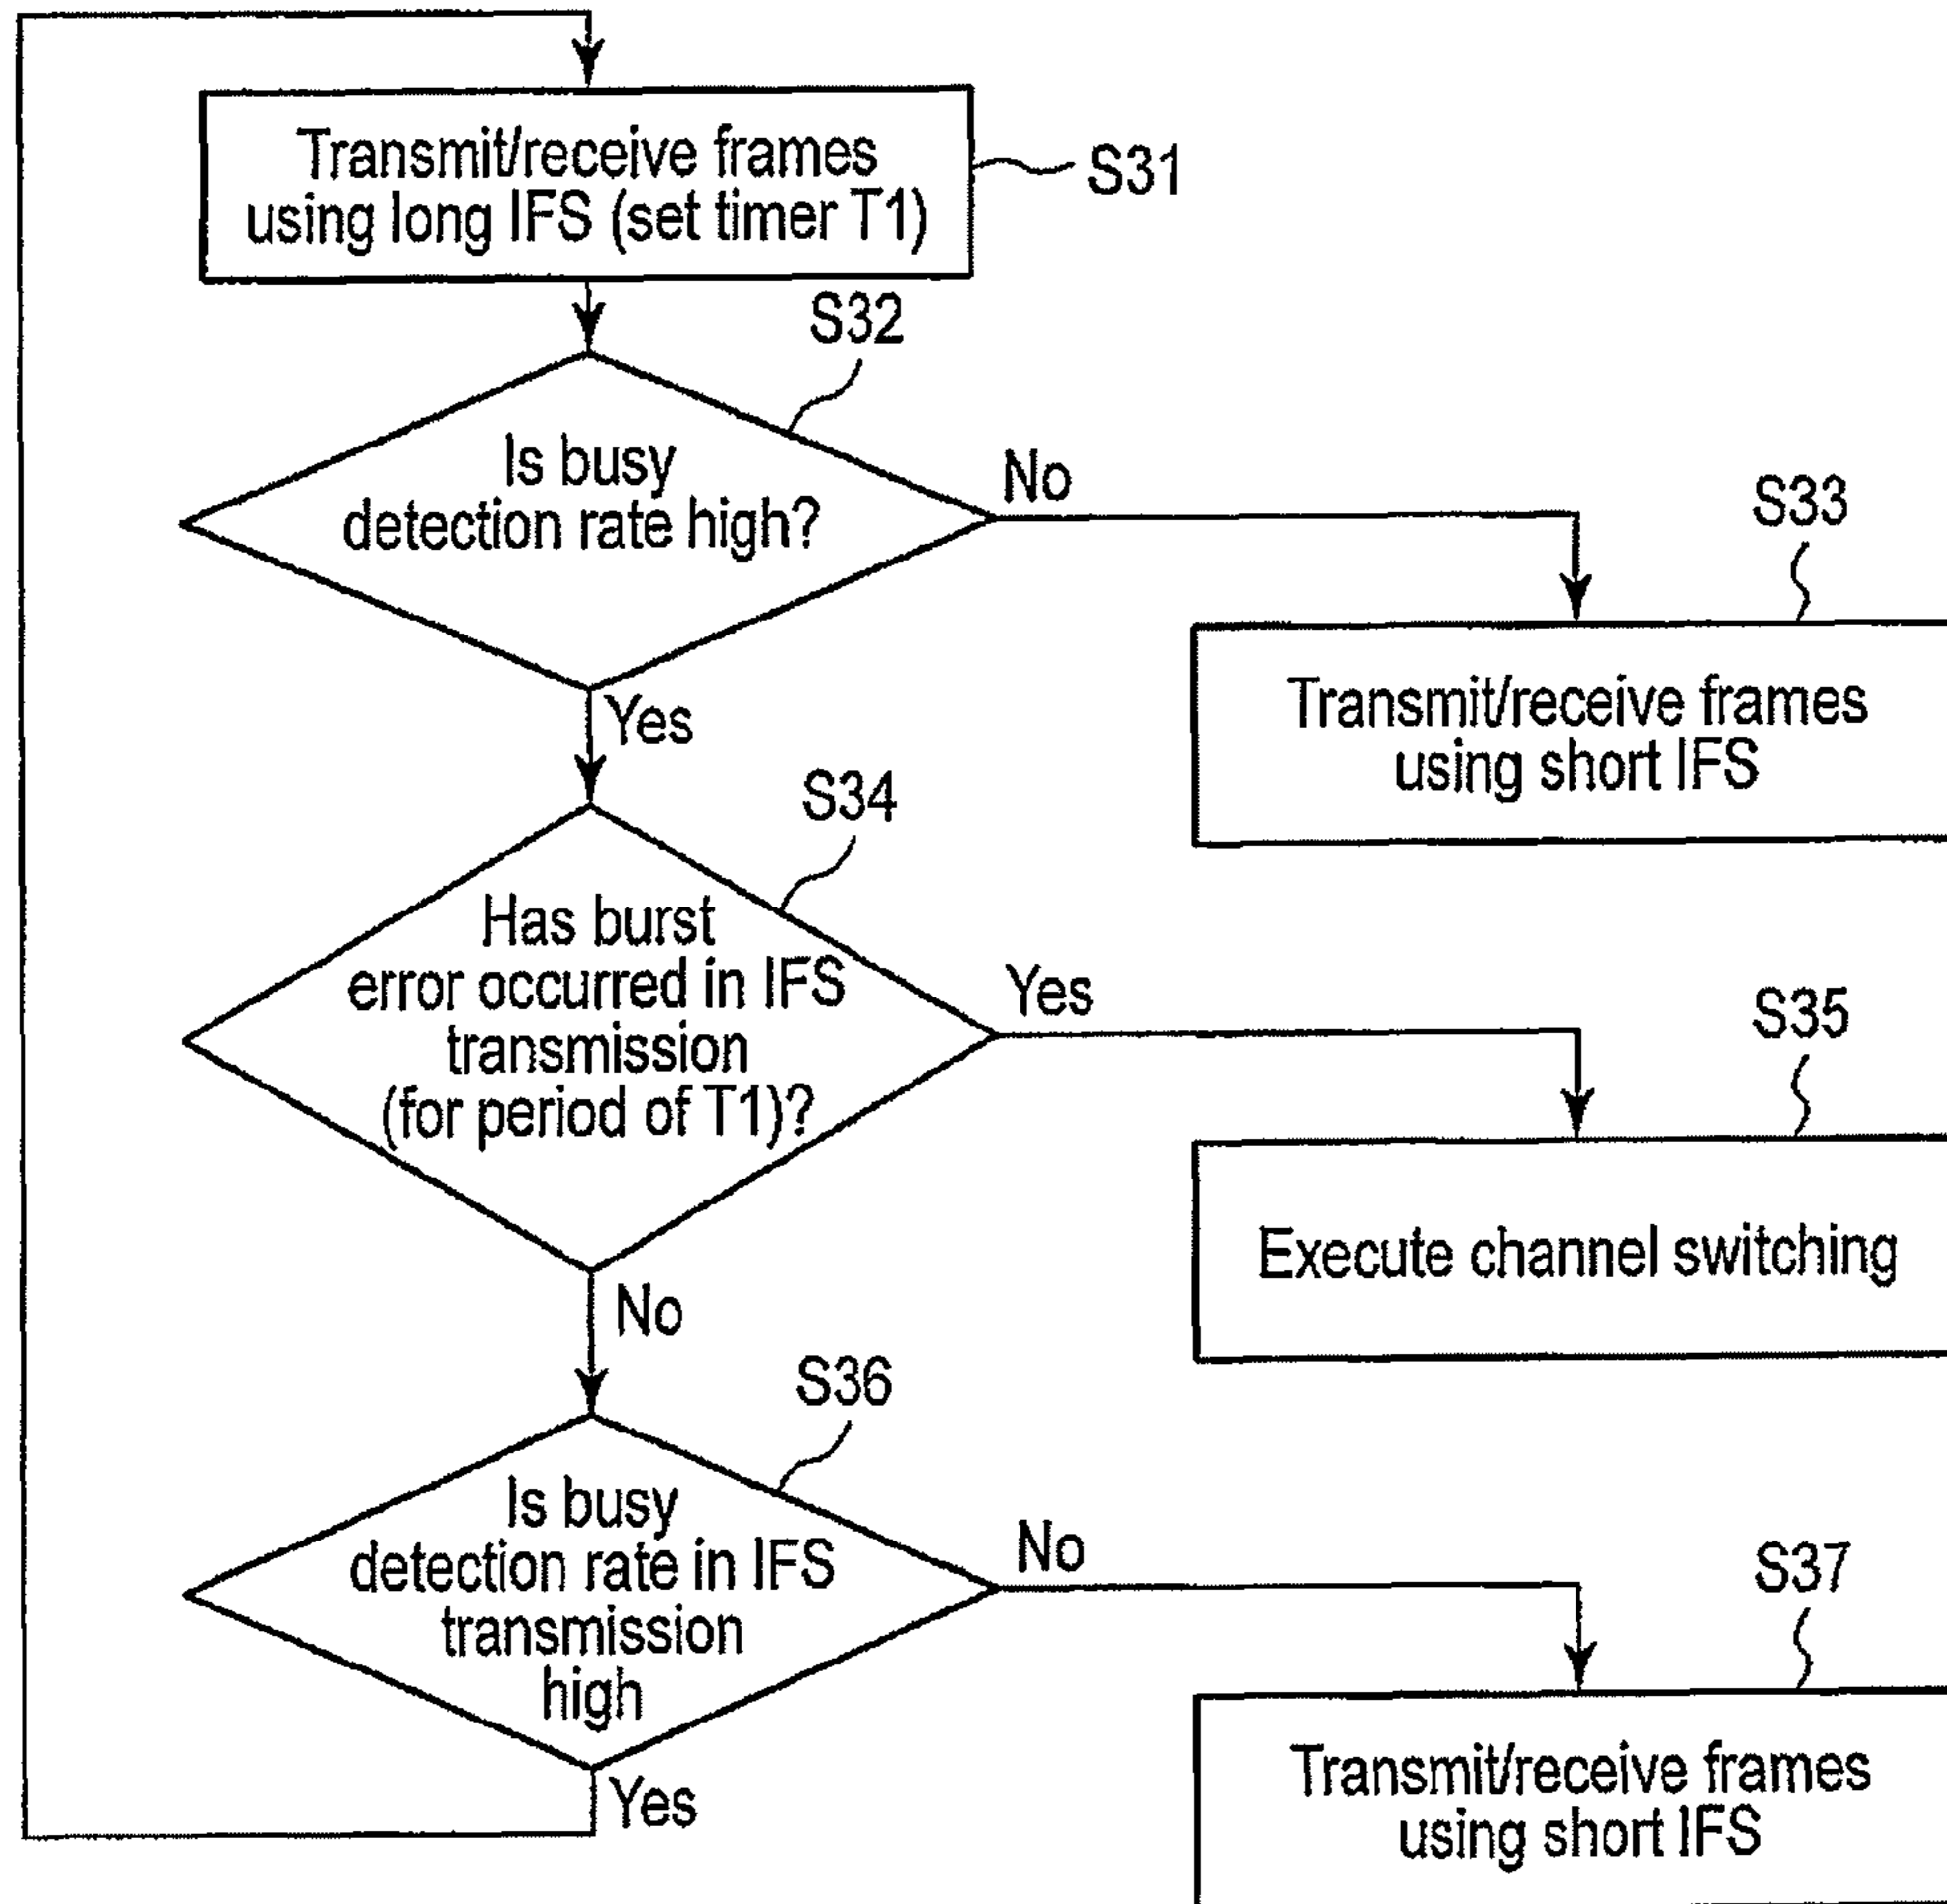 Transmit/receive frames
using long IFS (set timer T1)
S31
S32
Is busy
detection rate high?
No
S33
Transmit/receive frames
using short IFS
Yes
S34
Has burst
error occurred in IFS
transmission
(for period of T1)?
Yes
S35
Execute channel switching
No
S36
Is busy
detection rate in IFS
transmission
high
No
S37
Transmit/receive frames
using short IFS
Yes